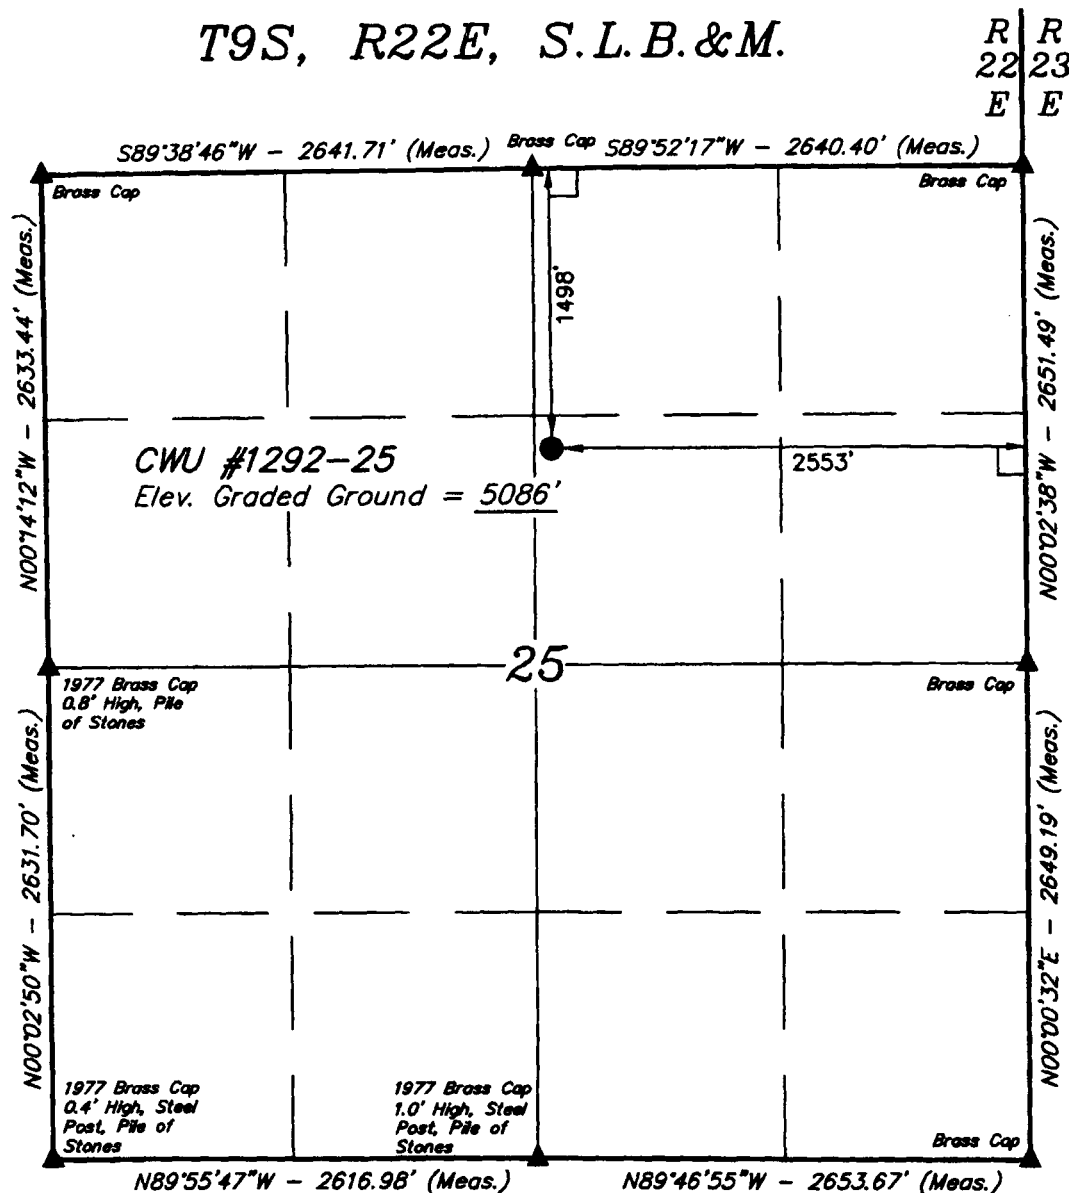 T9S, R22E, S.L.B.&M.
R R
22 23
E E
S89°38'46"W - 2641.71' (Meas.)
Brass Cap
S89°52'17"W - 2640.40' (Meas.)
Brass Cap
Brass Cap
N00°14'12"W - 2633.44' (Meas.)
1498'
N00°02'38"W - 2651.49' (Meas.)
CWU #1292-25
Elev. Graded Ground = 5086'
2553'
25
1977 Brass Cap
0.8' High, Pile
of Stones
Brass Cap
N00°02'50"W - 2631.70' (Meas.)
N00°00'32"E - 2649.19' (Meas.)
1977 Brass Cap
0.4' High, Steel
Post, Pile of
Stones
1977 Brass Cap
1.0' High, Steel
Post, Pile of
Stones
Brass Cap
N89°55'47"W - 2616.98' (Meas.)
N89°46'55"W - 2653.67' (Meas.)